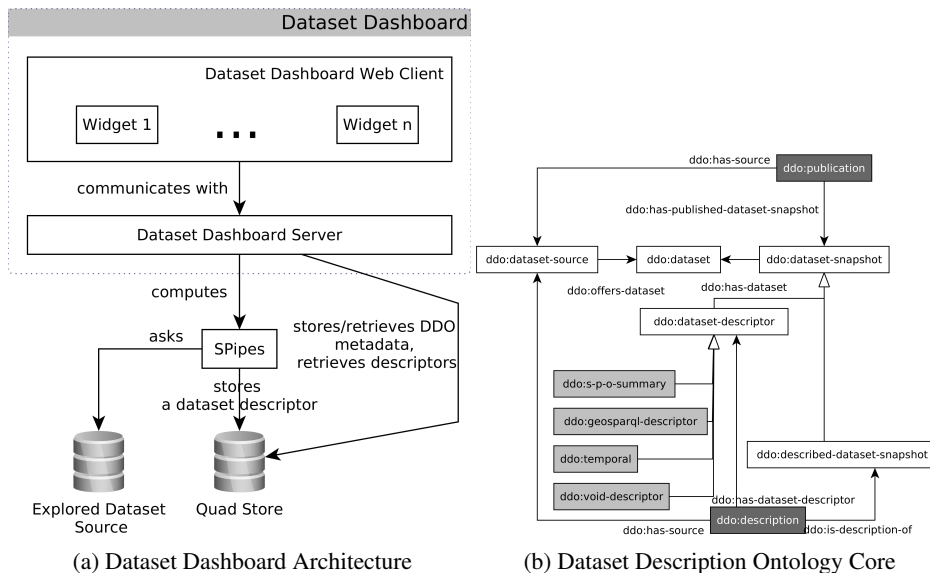 Dataset Dashboard
Dataset Dashboard Web Client
Widget 1
...
Widget n
communicates with
Dataset Dashboard Server
computes
stores/retrieves DDO
metadata,
retrieves descriptors
asks
SPipes
stores
a dataset descriptor
Explored Dataset
Source
Quad Store
(a) Dataset Dashboard Architecture
ddo:has-source
ddo:publication
ddo:has-published-dataset-snapshot
ddo:dataset-source
ddo:dataset
ddo:dataset-snapshot
ddo:offers-dataset
ddo:has-dataset
ddo:dataset-descriptor
ddo:s-p-o-summary
ddo:geosparql-descriptor
ddo:temporal
ddo:void-descriptor
ddo:described-dataset-snapshot
ddo:has-dataset-descriptor
ddo:has-source
ddo:description
ddo:is-description-of
(b) Dataset Description Ontology Core